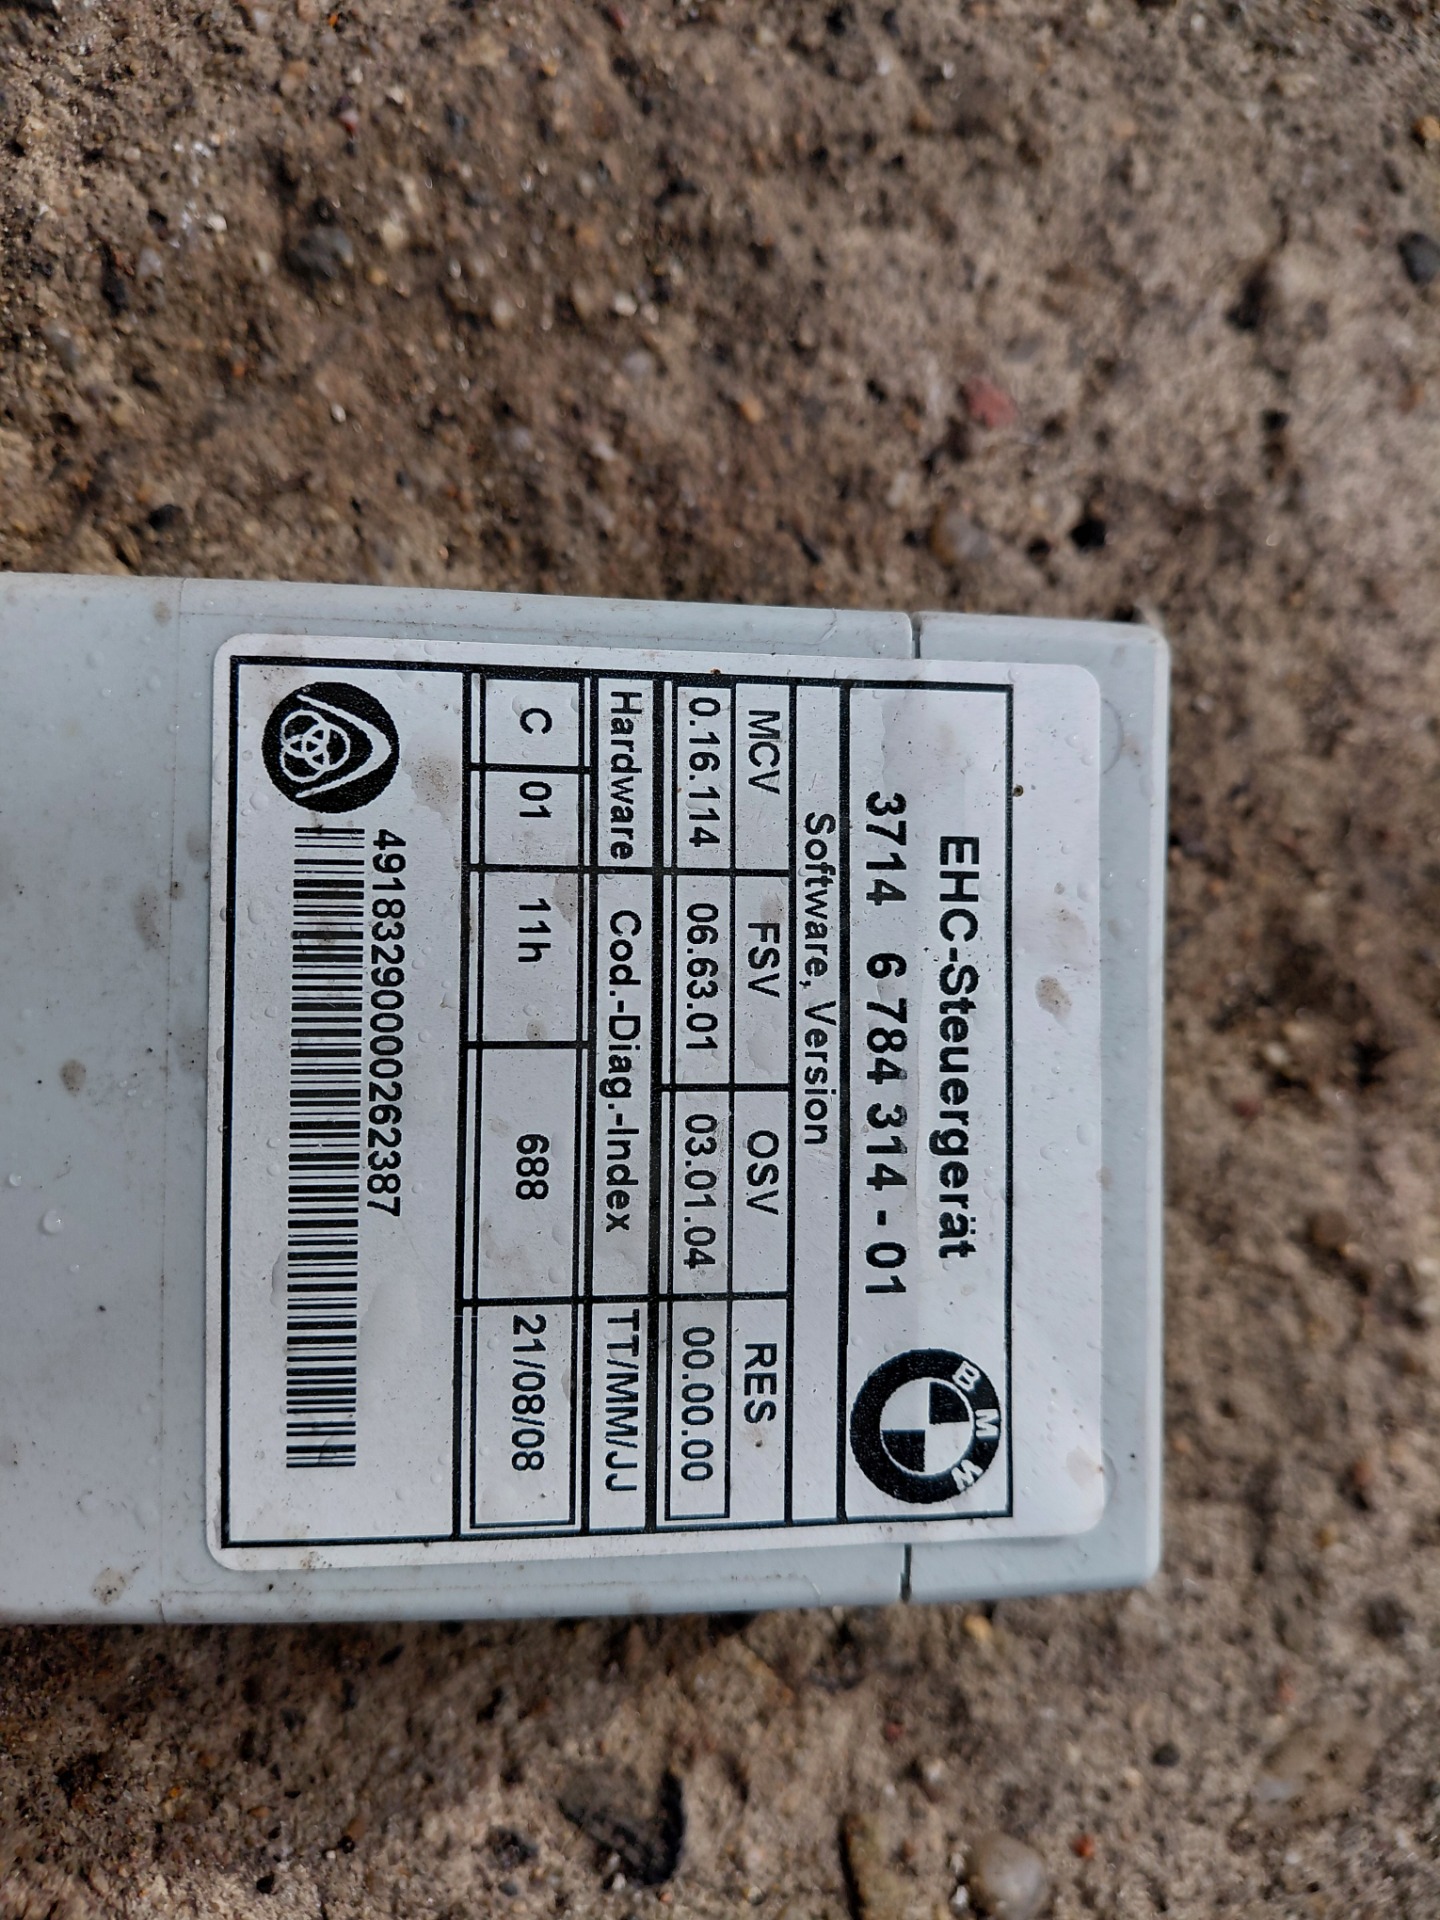 EHC-Steuergerät
3714 6 784 314 - 01
BMW
Software, Version
MCV FSV OSV RES
0.16.114 06.63.01 03.01.04 00.00.00
Hardware Cod.-Diag.-Index TT/MM/JJ
C 01 11h 688 21/08/08
49183290000262387